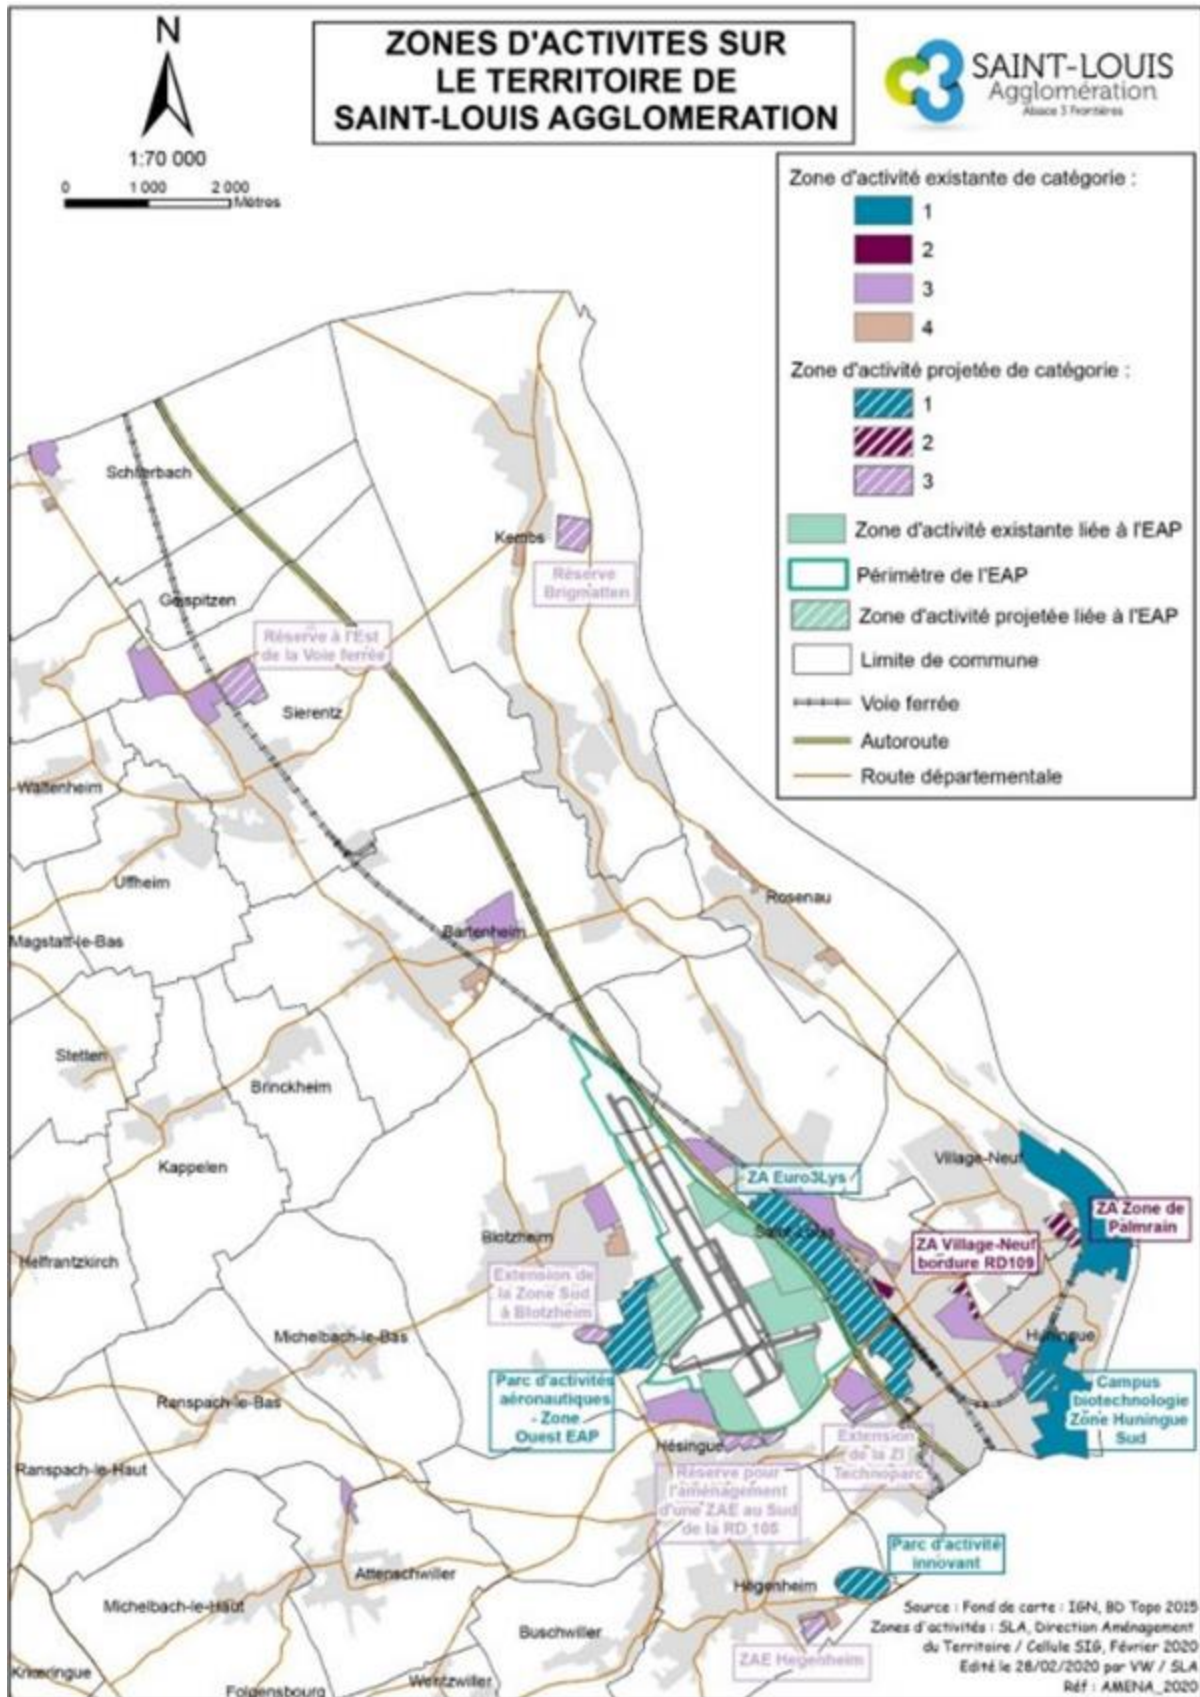 N
1:70 000
0 1 000 2 000
Mètres
ZONES D'ACTIVITES SUR
LE TERRITOIRE DE
SAINT-LOUIS AGGLOMERATION
SAINT-LOUIS
Agglomération
Alsace 3 Frontières
Zone d'activité existante de catégorie :
1
2
3
4
Zone d'activité projetée de catégorie :
1
2
3
Zone d'activité existante liée à l'EAP
Périmètre de l'EAP
Zone d'activité projetée liée à l'EAP
Limite de commune
Voie ferrée
Autoroute
Route départementale
Schlierbach
Kembs
Réserve
Brigmatten
Geispitzen
Réserve à l'Est
de la Voie ferrée
Sierentz
Waltenheim
Uffheim
Rosenau
Magstatt-le-Bas
Bartenheim
Stetten
Brinckheim
Kappelen
Village-Neuf
ZA Euro3Lys
ZA Zone de
Palmrain
Saint-Louis
ZA Village-Neuf
bordure RD109
Blotzheim
Helfrantzkirch
Extension de
la Zone Sud
à Blotzheim
Michelbach-le-Bas
Huningue
Parc d'activités
aéronautiques
- Zone
Ouest EAP
Campus
biotechnologie
Zone Huningue
Sud
Ranspach-le-Bas
Hésingue
Extension
de la ZI
Technoparc
Ranspach-le-Haut
Réserve pour
l'aménagement
d'une ZAE au Sud
de la RD 105
Parc d'activité
innovant
Attenschwiller
Hégenheim
Michelbach-le-Haut
Buschwiller
ZAE Hegenheim
Knœringue
Wentzwiller
Folgensbourg
Source : Fond de carte : IGN, BD Topo 2015
Zones d'activités : SLA, Direction Aménagement
du Territoire / Cellule SIG, Février 2020
Edité le 28/02/2020 par VW / SLA
Réf : AMENA_2020